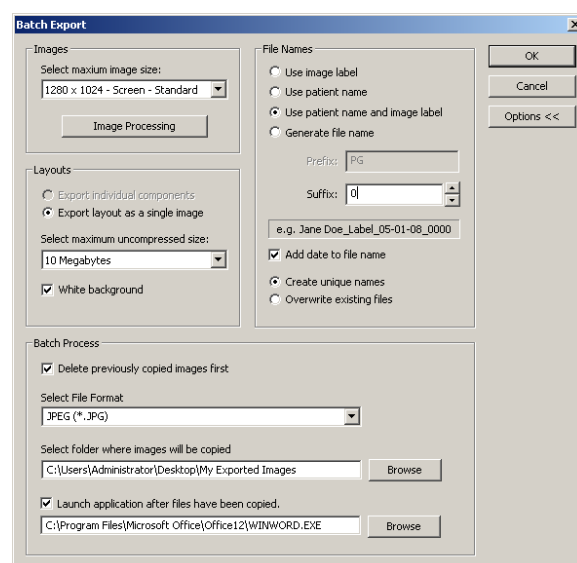 Batch Export
Images
Select maxium image size:
1280 x 1024 - Screen - Standard
Image Processing
Layouts
Export individual components
Export layout as a single image
Select maximum uncompressed size:
10 Megabytes
White background
File Names
Use image label
Use patient name
Use patient name and image label
Generate file name
Prefix: PG
Suffix: 0
e.g. Jane Doe_Label_05-01-08_0000
Add date to file name
Create unique names
Overwrite existing files
OK
Cancel
Options <<
Batch Process
Delete previously copied images first
Select File Format
JPEG (*.JPG)
Select folder where images will be copied
C:\Users\Administrator\Desktop\My Exported Images
Browse
Launch application after files have been copied.
C:\Program Files\Microsoft Office\Office12\WINWORD.EXE
Browse